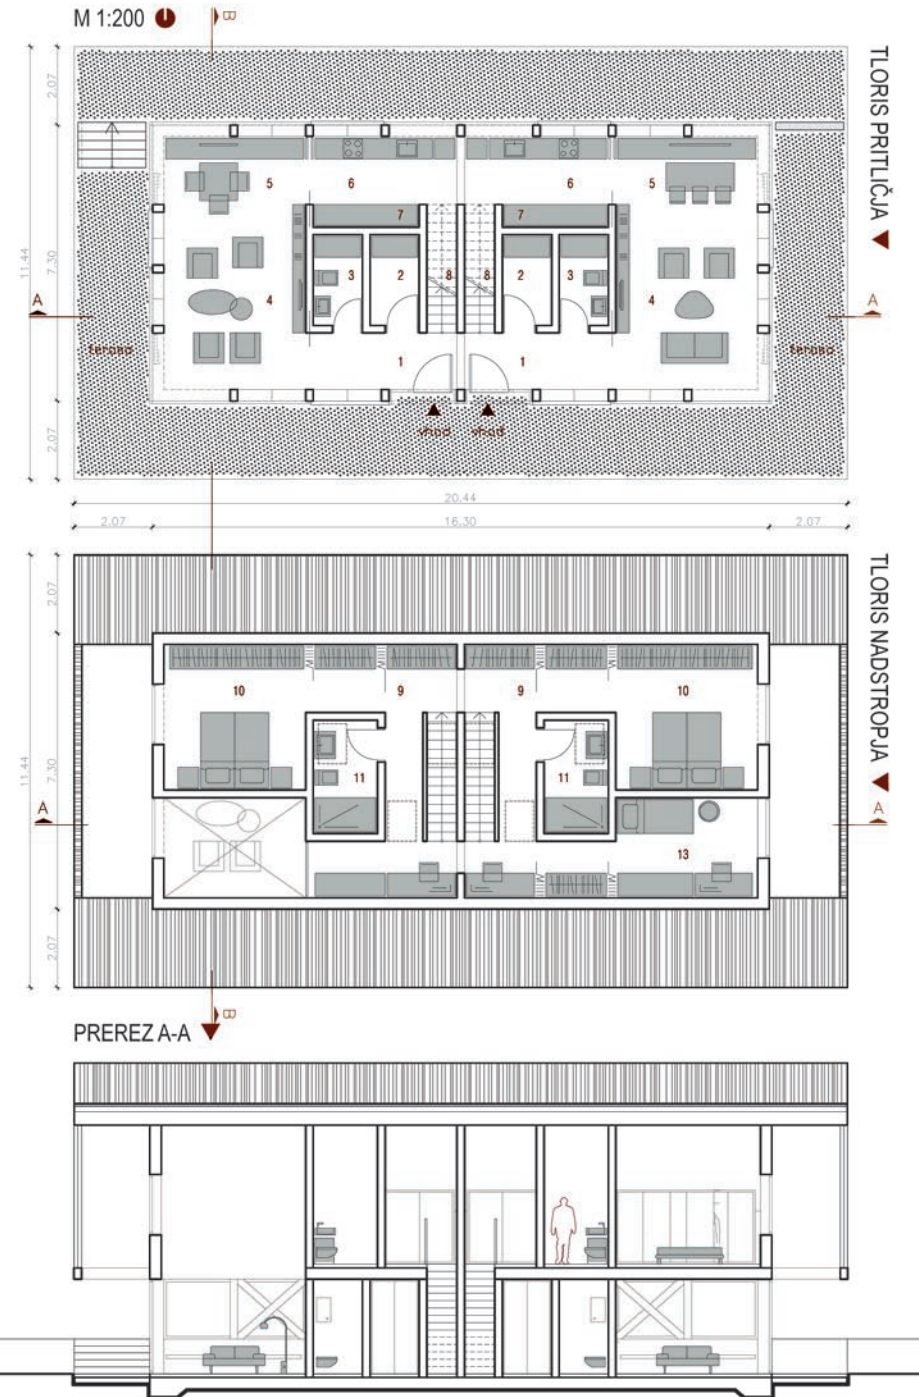 M 1:200
B
TLORIS PRITLIČJA
2.07
11.44
7.30
2.07
5
6
6
5
7
7
3
2
8
8
2
3
4
4
A
A
terasa
terasa
1
1
vhod
vhod
20.44
2.07
16.30
2.07
TLORIS NADSTROPJA
2.07
11.44
7.30
2.07
10
9
9
10
11
11
A
A
13
B
PREREZ A-A